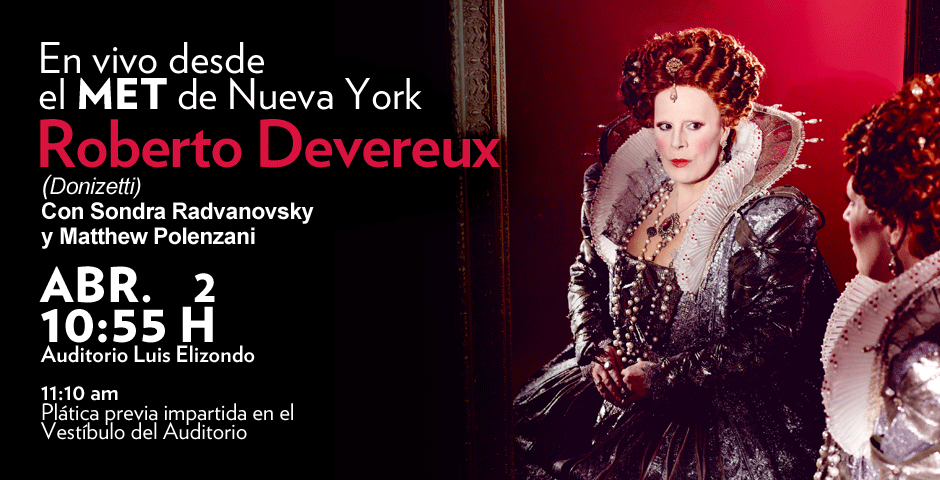 En vivo desde
el MET de Nueva York
Roberto Devereux
(Donizetti)
Con Sondra Radvanovsky
y Matthew Polenzani
ABR. 2
10:55 H
Auditorio Luis Elizondo
11:10 am
Plática previa impartida en el
Vestíbulo del Auditorio